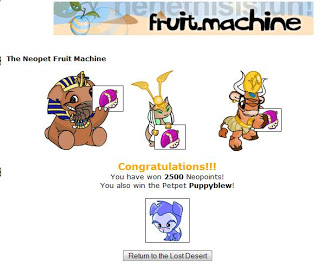 fruit.machine
The Neopet Fruit Machine
Congratulations!!!
You have won 2500 Neopoints!
You also win the Petpet Puppyblew!
Return to the Lost Desert